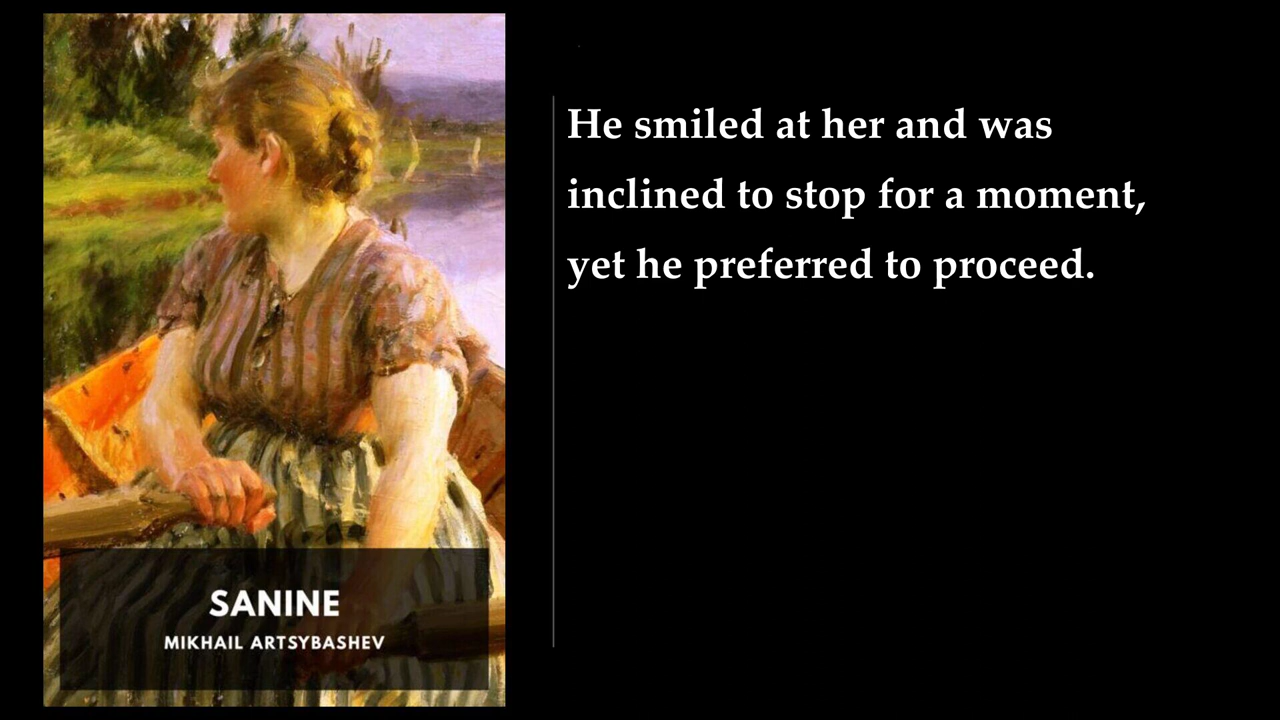 SANINE
MIKHAIL ARTSYBASHEV
He smiled at her and was
inclined to stop for a moment,
yet he preferred to proceed.